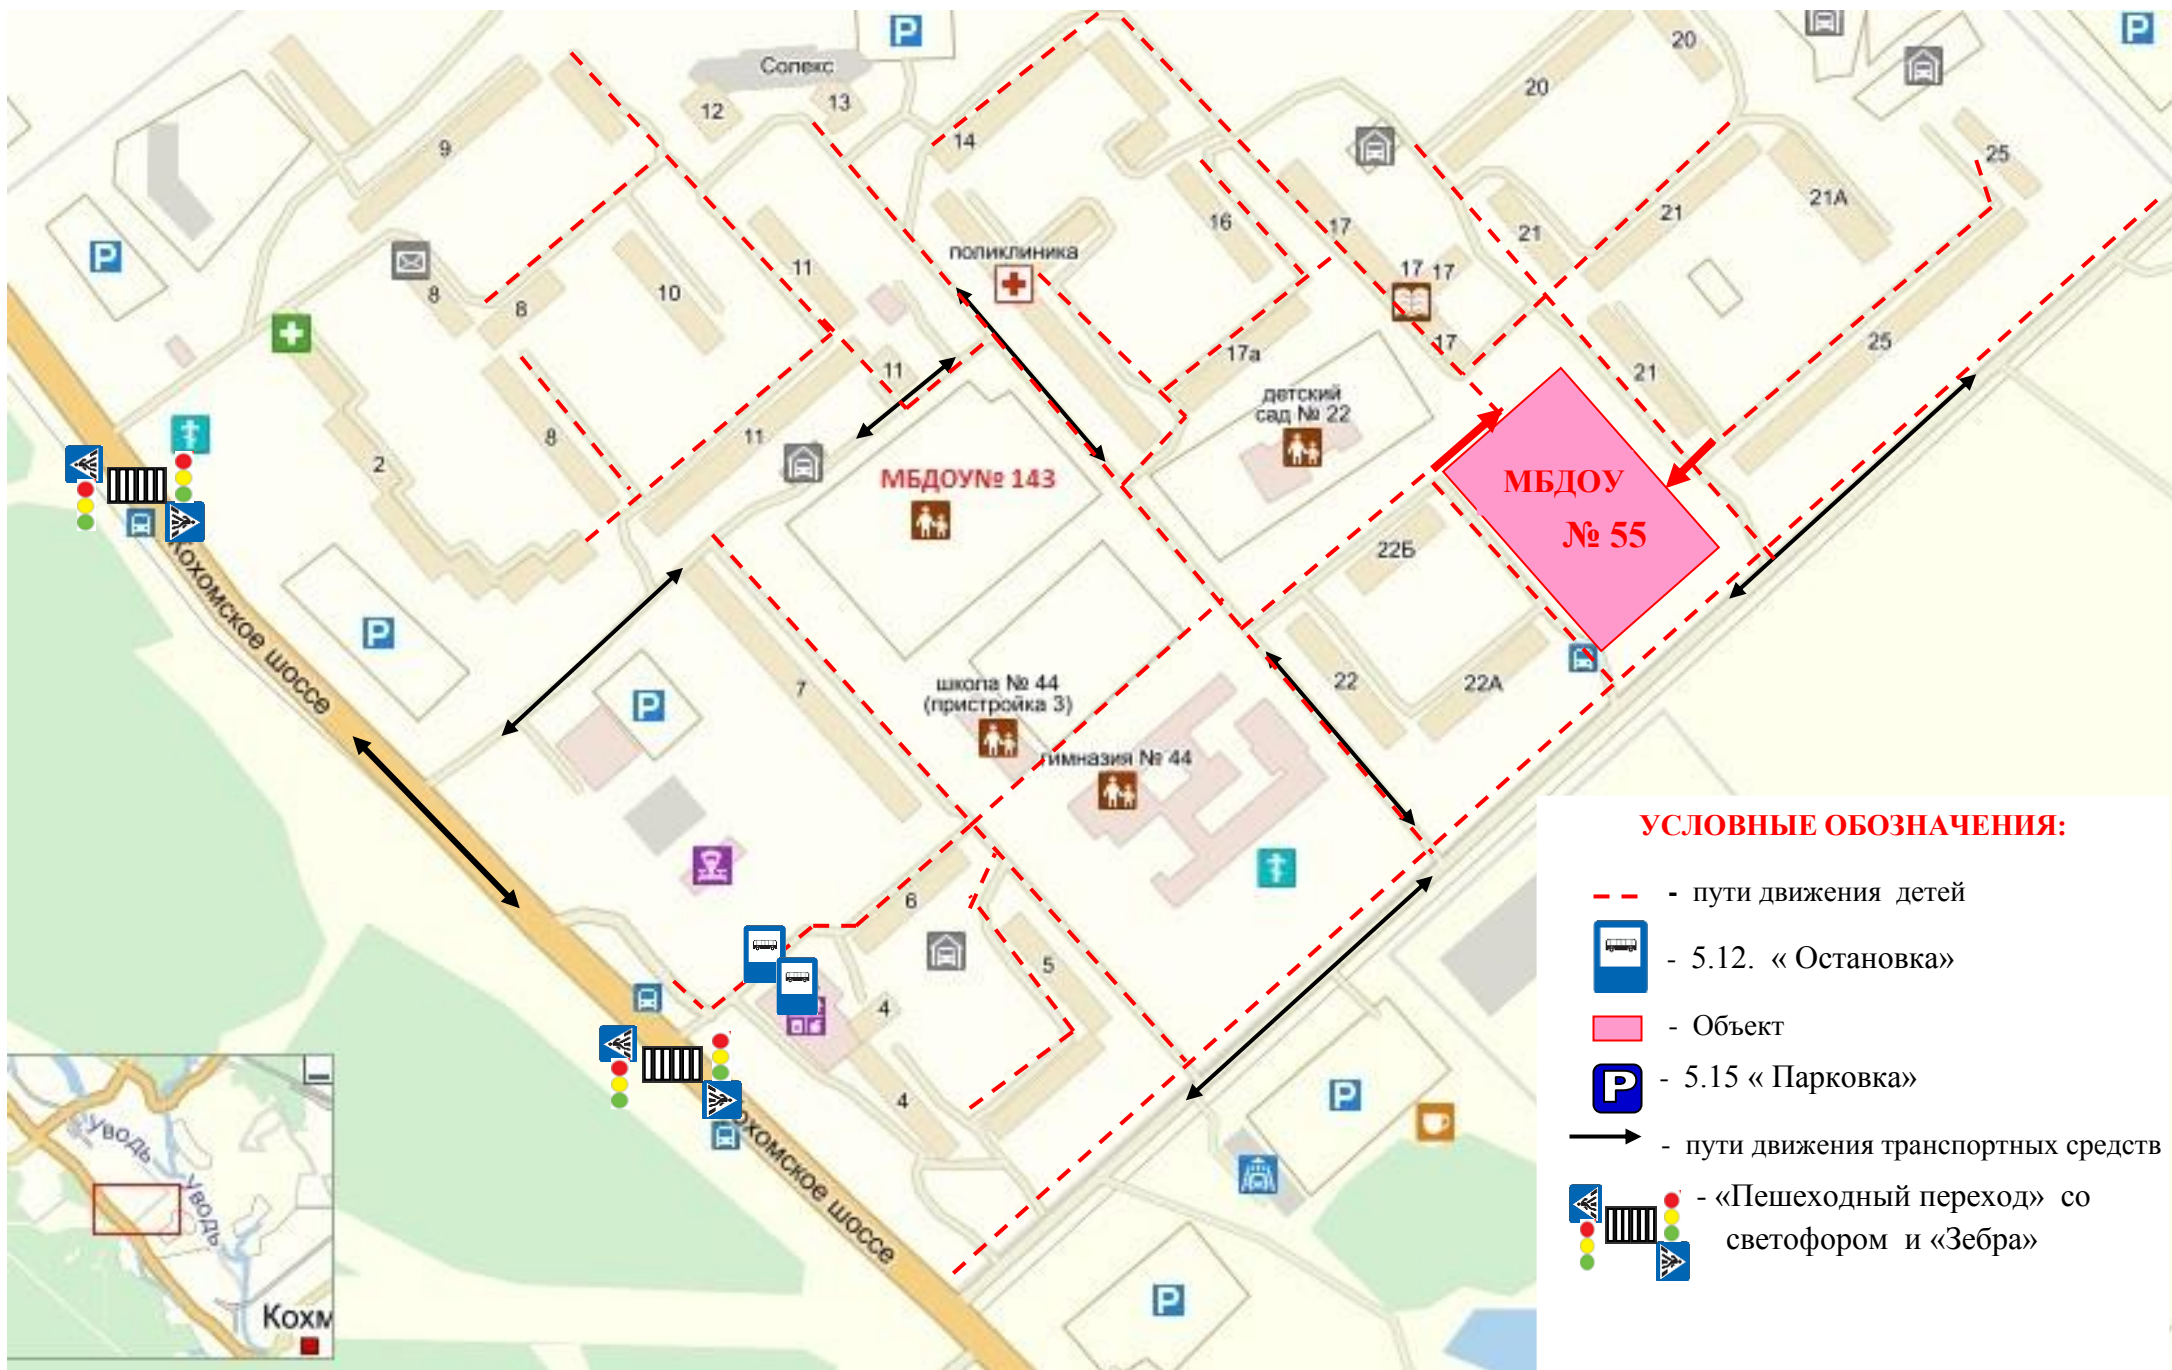 P
P
20
20
Сопекс
12
13
14
9
25
21А
21
21
16
17
поликлиника
11
10
8
8
17 17
17
17а
25
21
11
детский
сад № 22
8
11
2
МБДОУ№ 143
МБДОУ
№ 55
22Б
P
P
P
Кохомское шоссе
7
школа № 44
(пристройка 3)
гимназия № 44
22
22А
6
5
4
4
Кохомское шоссе
P
P
Уводь
Уводь
Кохм
УСЛОВНЫЕ ОБОЗНАЧЕНИЯ:
- пути движения детей
- 5.12. « Остановка»
- Объект
P - 5.15 « Парковка»
- пути движения транспортных средств
- «Пешеходный переход» со
светофором и «Зебра»